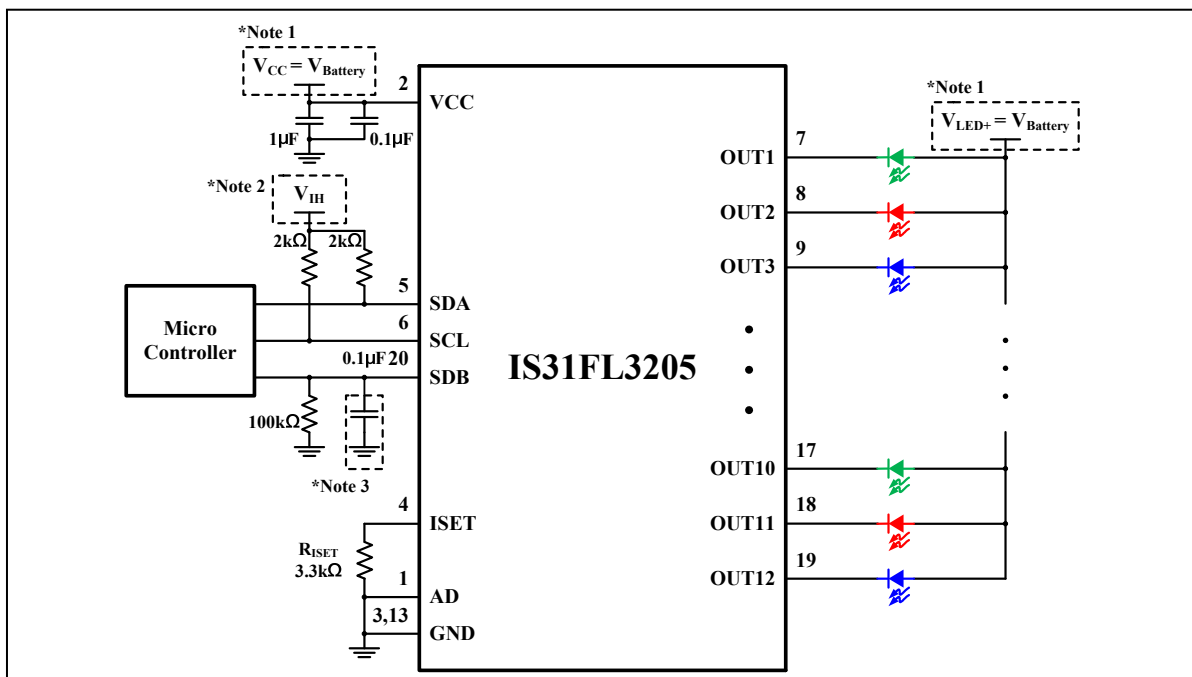 *Note 1
VCC = VBattery
2
VCC
1µF
0.1µF
*Note 2
VIH
2kΩ
2kΩ
5
SDA
Micro
Controller
6
SCL
0.1µF
20
SDB
100kΩ
*Note 3
4
ISET
RISET
3.3kΩ
1
AD
3,13
GND
IS31FL3205
*Note 1
VLED+ = VBattery
7
OUT1
8
OUT2
9
OUT3
17
OUT10
18
OUT11
19
OUT12